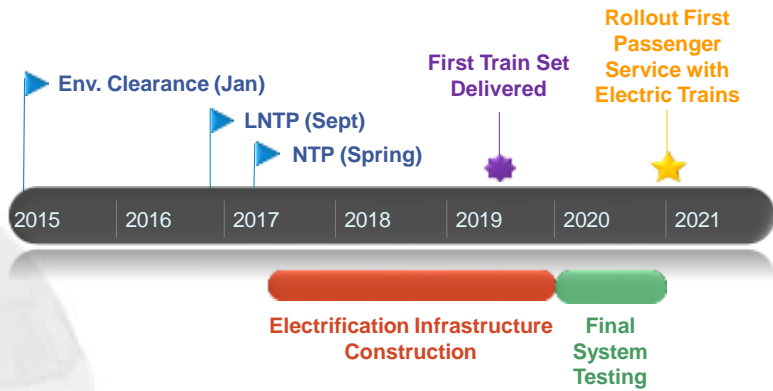 Rollout First
Passenger
Service with
Electric Trains
First Train Set
Delivered
Env. Clearance (Jan)
LNTP (Sept)
NTP (Spring)
2015 2016 2017 2018 2019 2020 2021
Electrification Infrastructure
Construction
Final
System
Testing